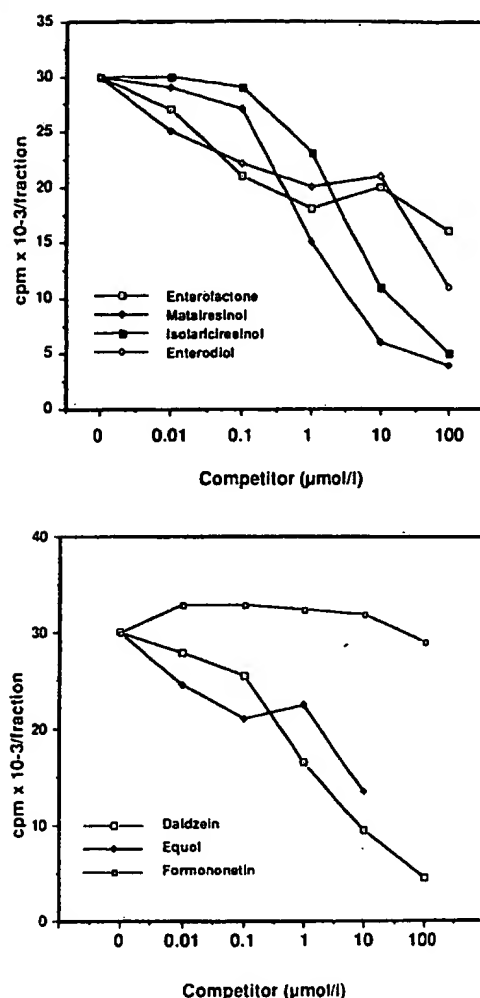 35
30
25
20
15
10
5
0
cpm x 10-3/fraction
Enterolactone
Matairesinol
Isolariciresinol
Enterodiol
0 0.01 0.1 1 10 100
Competitor (µmol/l)
40
30
20
10
0
cpm x 10-3/fraction
Daidzein
Equol
Formononetin
0 0.01 0.1 1 10 100
Competitor (µmol/l)